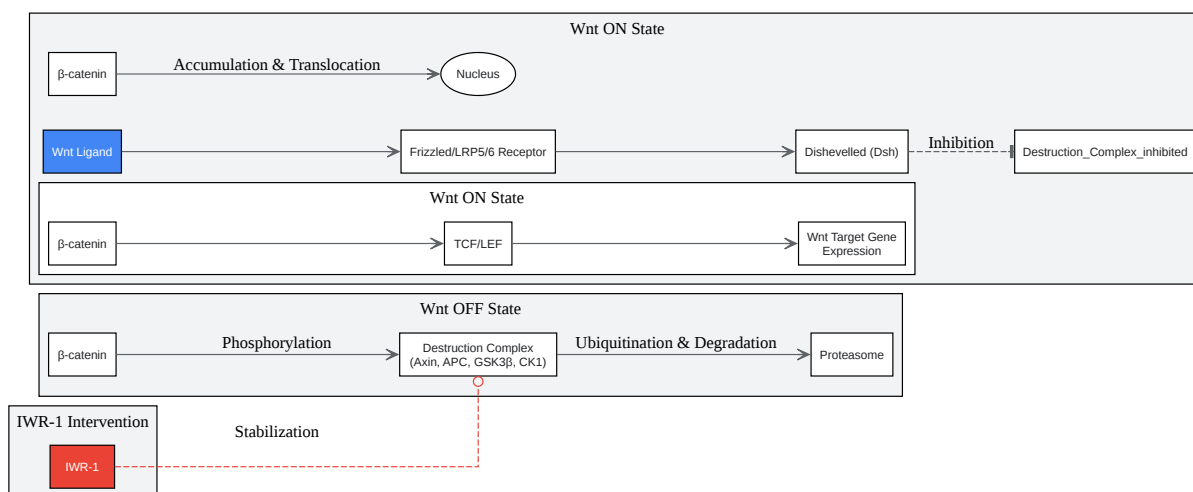 Wnt ON State
β-catenin
Accumulation & Translocation
Nucleus
Wnt Ligand
Frizzled/LRP5/6 Receptor
Dishevelled (Dsh)
Inhibition
Destruction_Complex_inhibited
Wnt ON State
β-catenin
TCF/LEF
Wnt Target Gene
Expression
Wnt OFF State
β-catenin
Phosphorylation
Destruction Complex
(Axin, APC, GSK3β, CK1)
Ubiquitination & Degradation
Proteasome
IWR-1 Intervention
IWR-1
Stabilization